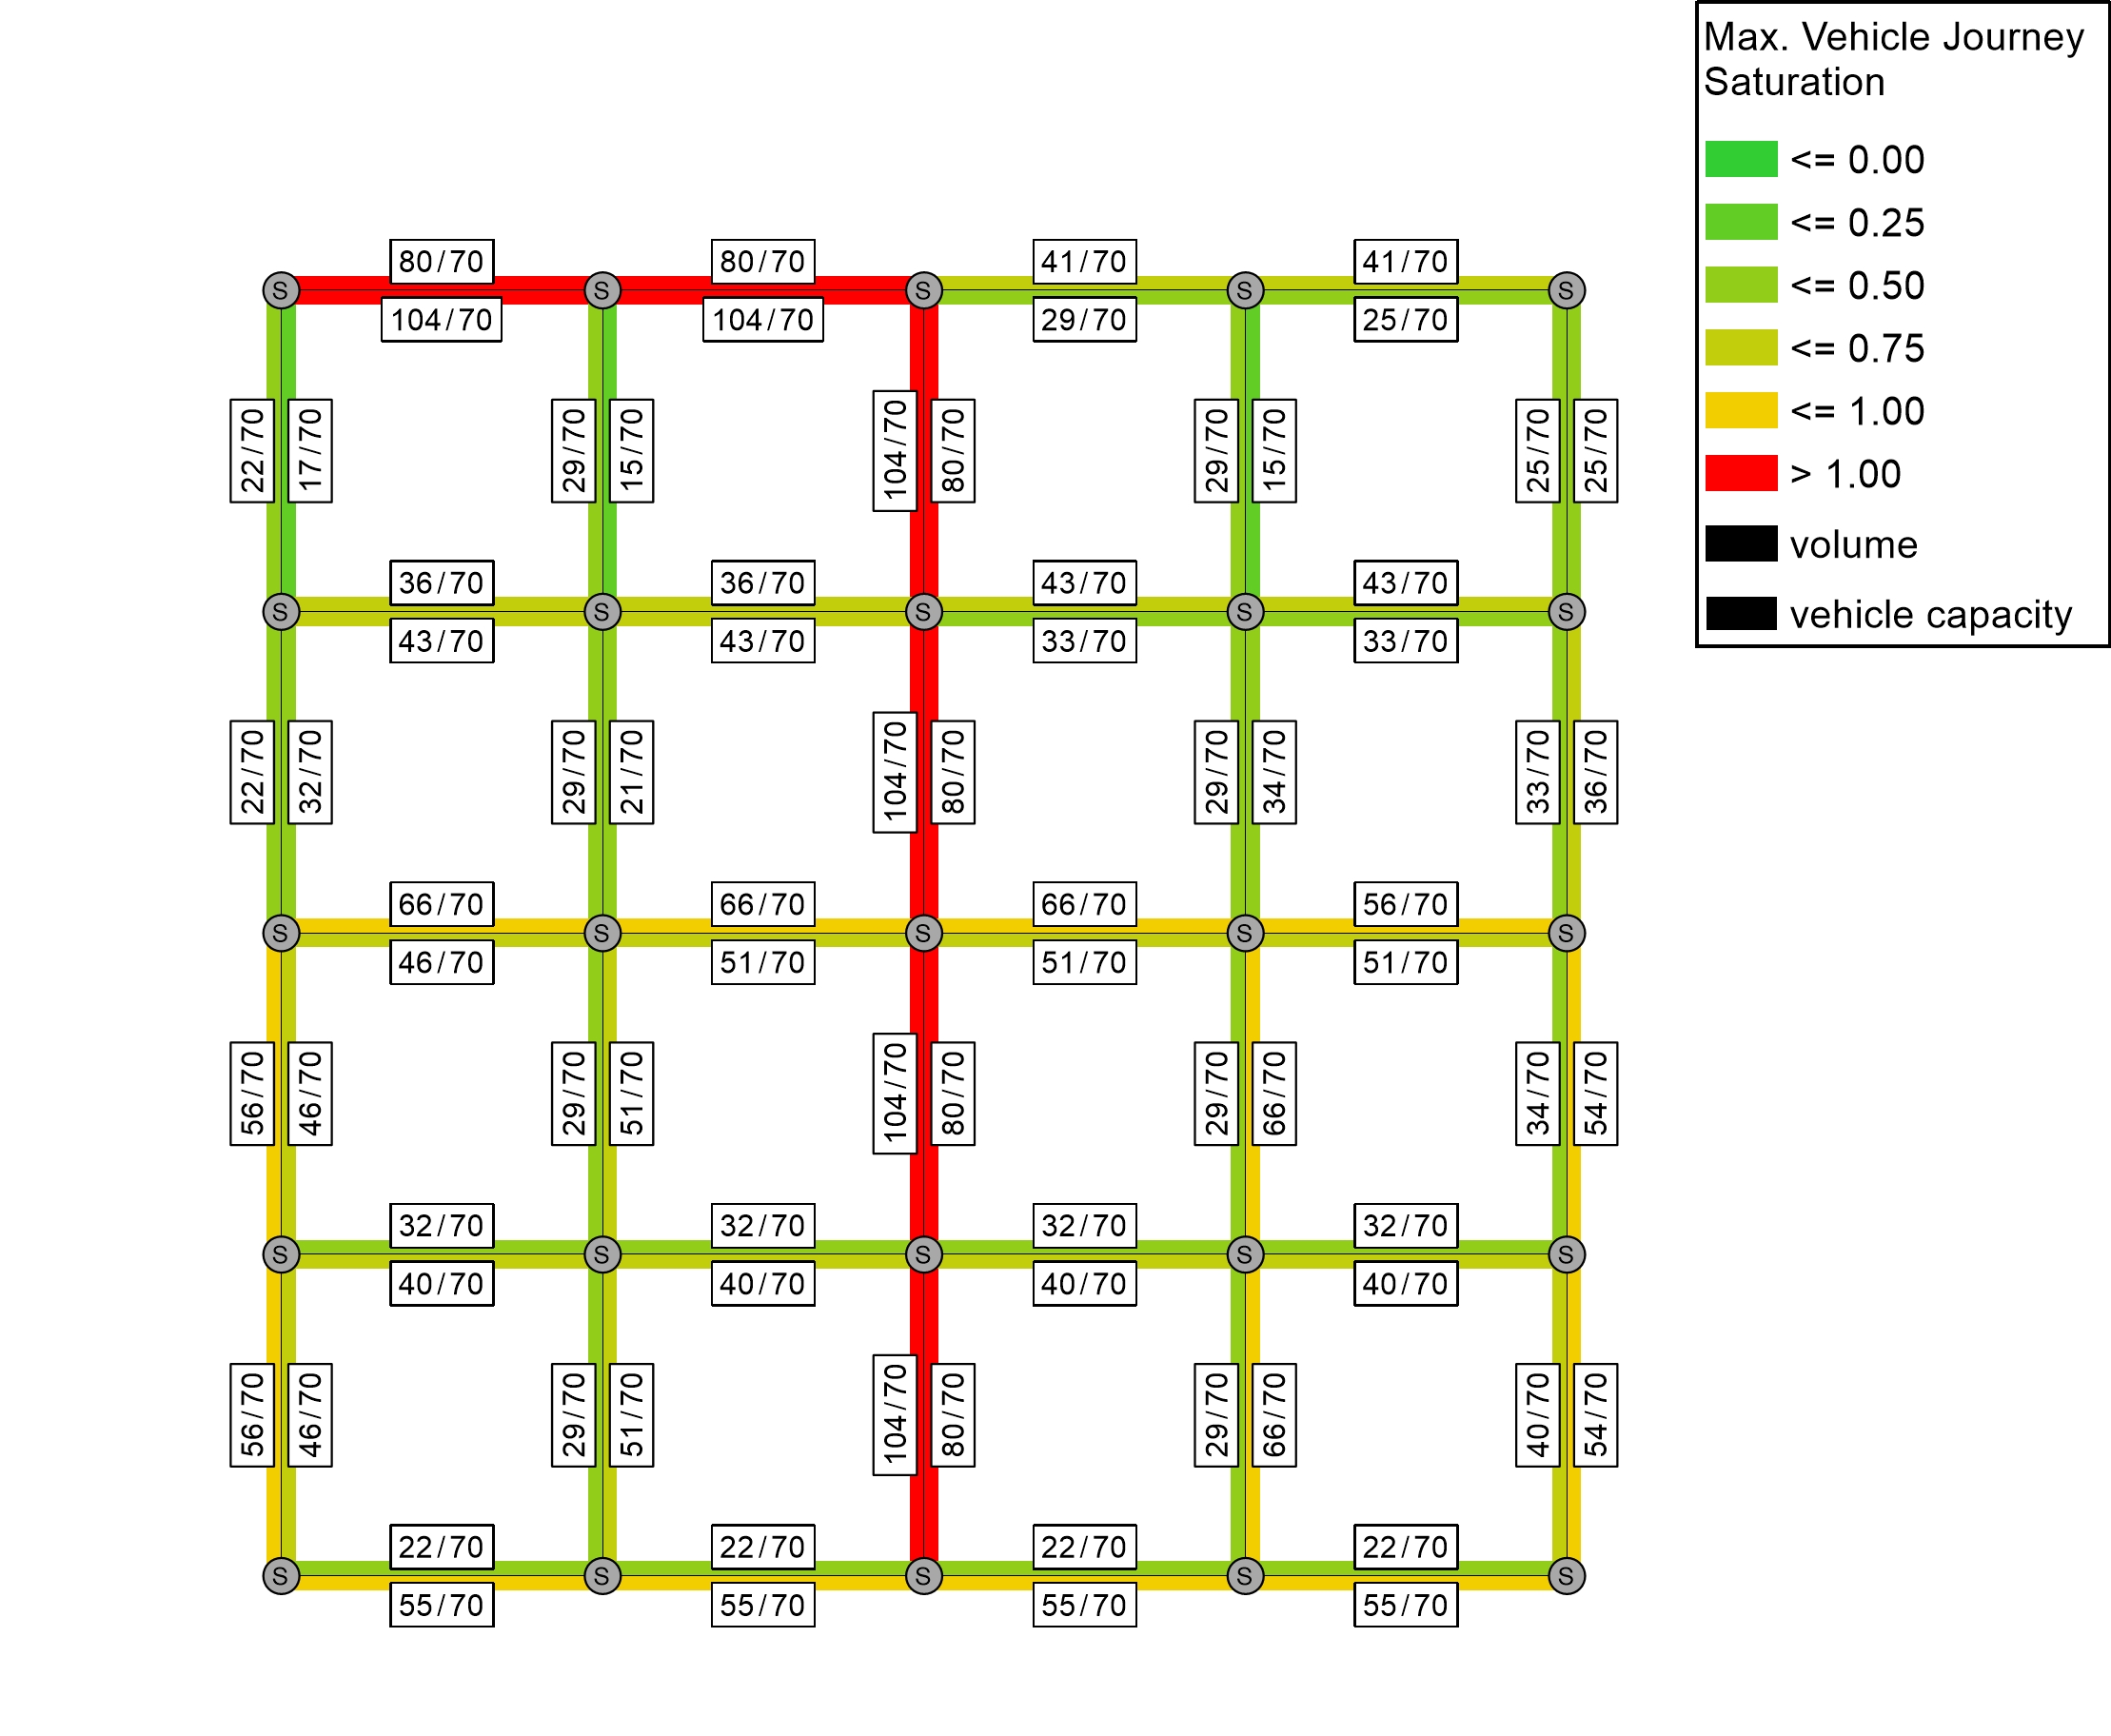 Max. Vehicle Journey
Saturation
<= 0.00
<= 0.25
<= 0.50
<= 0.75
<= 1.00
> 1.00
volume
vehicle capacity
80/70 80/70 41/70 41/70
S S S S S
104/70 104/70 29/70 25/70
22/70 17/70 29/70 15/70 104/70 80/70 29/70 15/70 25/70 25/70
36/70 36/70 43/70 43/70
S S S S S
43/70 43/70 33/70 33/70
22/70 32/70 29/70 21/70 104/70 80/70 29/70 34/70 33/70 36/70
66/70 66/70 66/70 56/70
S S S S S
46/70 51/70 51/70 51/70
56/70 46/70 29/70 51/70 104/70 80/70 29/70 66/70 34/70 54/70
32/70 32/70 32/70 32/70
S S S S S
40/70 40/70 40/70 40/70
56/70 46/70 29/70 51/70 104/70 80/70 29/70 66/70 40/70 54/70
22/70 22/70 22/70 22/70
S S S S S
55/70 55/70 55/70 55/70